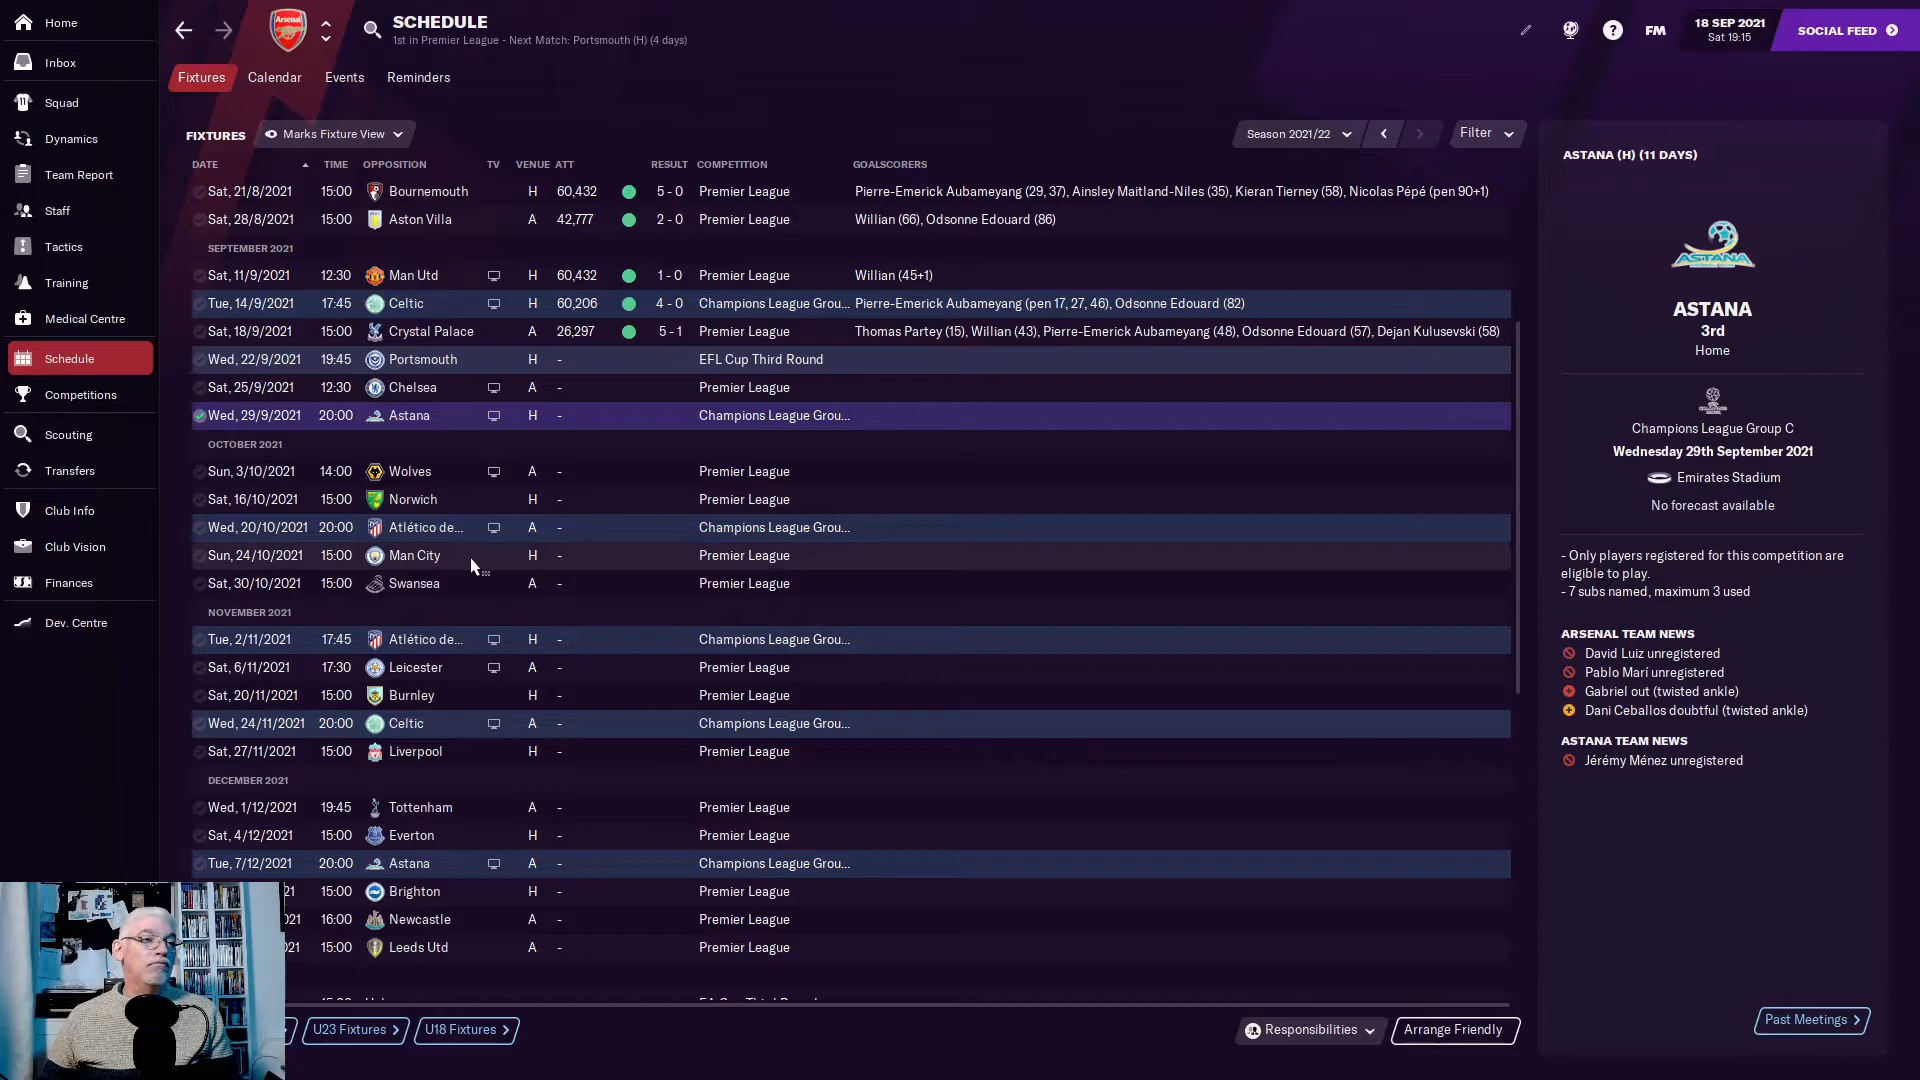 Home
Inbox
Squad
Dynamics
Team Report
Staff
Tactics
Training
Medical Centre
Schedule
Competitions
Scouting
Transfers
Club Info
Club Vision
Finances
Dev. Centre
Arsenal
SCHEDULE
1st in Premier League - Next Match: Portsmouth (H) (4 days)
FM
18 SEP 2021
Sat 19:15
SOCIAL FEED
Fixtures Calendar Events Reminders
FIXTURES Marks Fixture View Season 2021/22 Filter
DATE TIME OPPOSITION TV VENUE ATT RESULT COMPETITION GOALSCORERS
Sat, 21/8/2021 15:00 Bournemouth H 60,432 5 - 0 Premier League Pierre-Emerick Aubameyang (29, 37), Ainsley Maitland-Niles (35), Kieran Tierney (58), Nicolas Pépé (pen 90+1)
Sat, 28/8/2021 15:00 Aston Villa A 42,777 2 - 0 Premier League Willian (66), Odsonne Edouard (86)
SEPTEMBER 2021
Sat, 11/9/2021 12:30 Man Utd H 60,432 1 - 0 Premier League Willian (45+1)
Tue, 14/9/2021 17:45 Celtic H 60,206 4 - 0 Champions League Grou... Pierre-Emerick Aubameyang (pen 17, 27, 46), Odsonne Edouard (82)
Sat, 18/9/2021 15:00 Crystal Palace A 26,297 5 - 1 Premier League Thomas Partey (15), Willian (43), Pierre-Emerick Aubameyang (48), Odsonne Edouard (57), Dejan Kulusevski (58)
Wed, 22/9/2021 19:45 Portsmouth H - EFL Cup Third Round
Sat, 25/9/2021 12:30 Chelsea A - Premier League
Wed, 29/9/2021 20:00 Astana H - Champions League Grou...
OCTOBER 2021
Sun, 3/10/2021 14:00 Wolves A - Premier League
Sat, 16/10/2021 15:00 Norwich H - Premier League
Wed, 20/10/2021 20:00 Atlético de... A - Champions League Grou...
Sun, 24/10/2021 15:00 Man City H - Premier League
Sat, 30/10/2021 15:00 Swansea A - Premier League
NOVEMBER 2021
Tue, 2/11/2021 17:45 Atlético de... H - Champions League Grou...
Sat, 6/11/2021 17:30 Leicester A - Premier League
Sat, 20/11/2021 15:00 Burnley H - Premier League
Wed, 24/11/2021 20:00 Celtic A - Champions League Grou...
Sat, 27/11/2021 15:00 Liverpool H - Premier League
DECEMBER 2021
Wed, 1/12/2021 19:45 Tottenham A - Premier League
Sat, 4/12/2021 15:00 Everton H - Premier League
Tue, 7/12/2021 20:00 Astana A - Champions League Grou...
21 15:00 Brighton H - Premier League
021 16:00 Newcastle A - Premier League
021 15:00 Leeds Utd A - Premier League
U23 Fixtures U18 Fixtures Responsibilities Arrange Friendly
ASTANA (H) (11 DAYS)
ASTANA
ASTANA
3rd
Home
Champions League Group C
Wednesday 29th September 2021
Emirates Stadium
No forecast available
- Only players registered for this competition are
eligible to play.
- 7 subs named, maximum 3 used
ARSENAL TEAM NEWS
David Luiz unregistered
Pablo Marí unregistered
Gabriel out (twisted ankle)
Dani Ceballos doubtful (twisted ankle)
ASTANA TEAM NEWS
Jérémy Ménez unregistered
Past Meetings